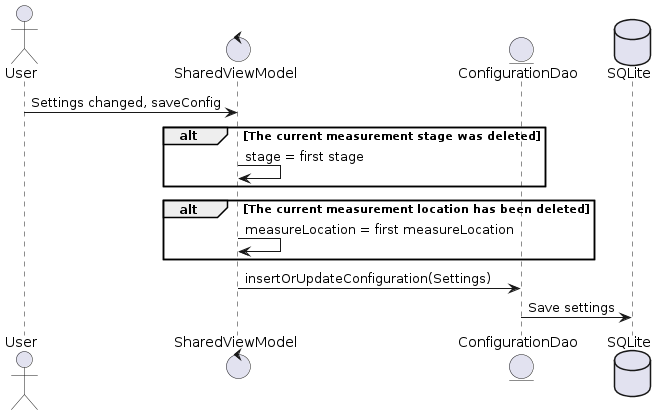 User
SharedViewModel
ConfigurationDao
SQLite
Settings changed, saveConfig
alt [The current measurement stage was deleted]
stage = first stage
alt [The current measurement location has been deleted]
measureLocation = first measureLocation
insertOrUpdateConfiguration(Settings)
Save settings
User
SharedViewModel
ConfigurationDao
SQLite